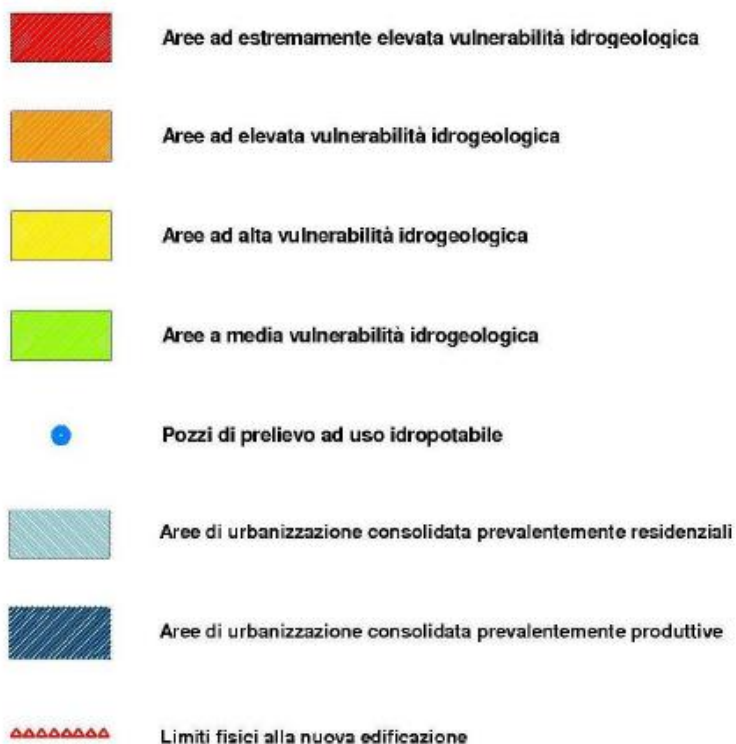 Aree ad estremamente elevata vulnerabilità idrogeologica
Aree ad elevata vulnerabilità idrogeologica
Aree ad alta vulnerabilità idrogeologica
Aree a media vulnerabilità idrogeologica
Pozzi di prelievo ad uso idropotabile
Aree di urbanizzazione consolidata prevalentemente residenziali
Aree di urbanizzazione consolidata prevalentemente produttive
Limiti fisici alla nuova edificazione